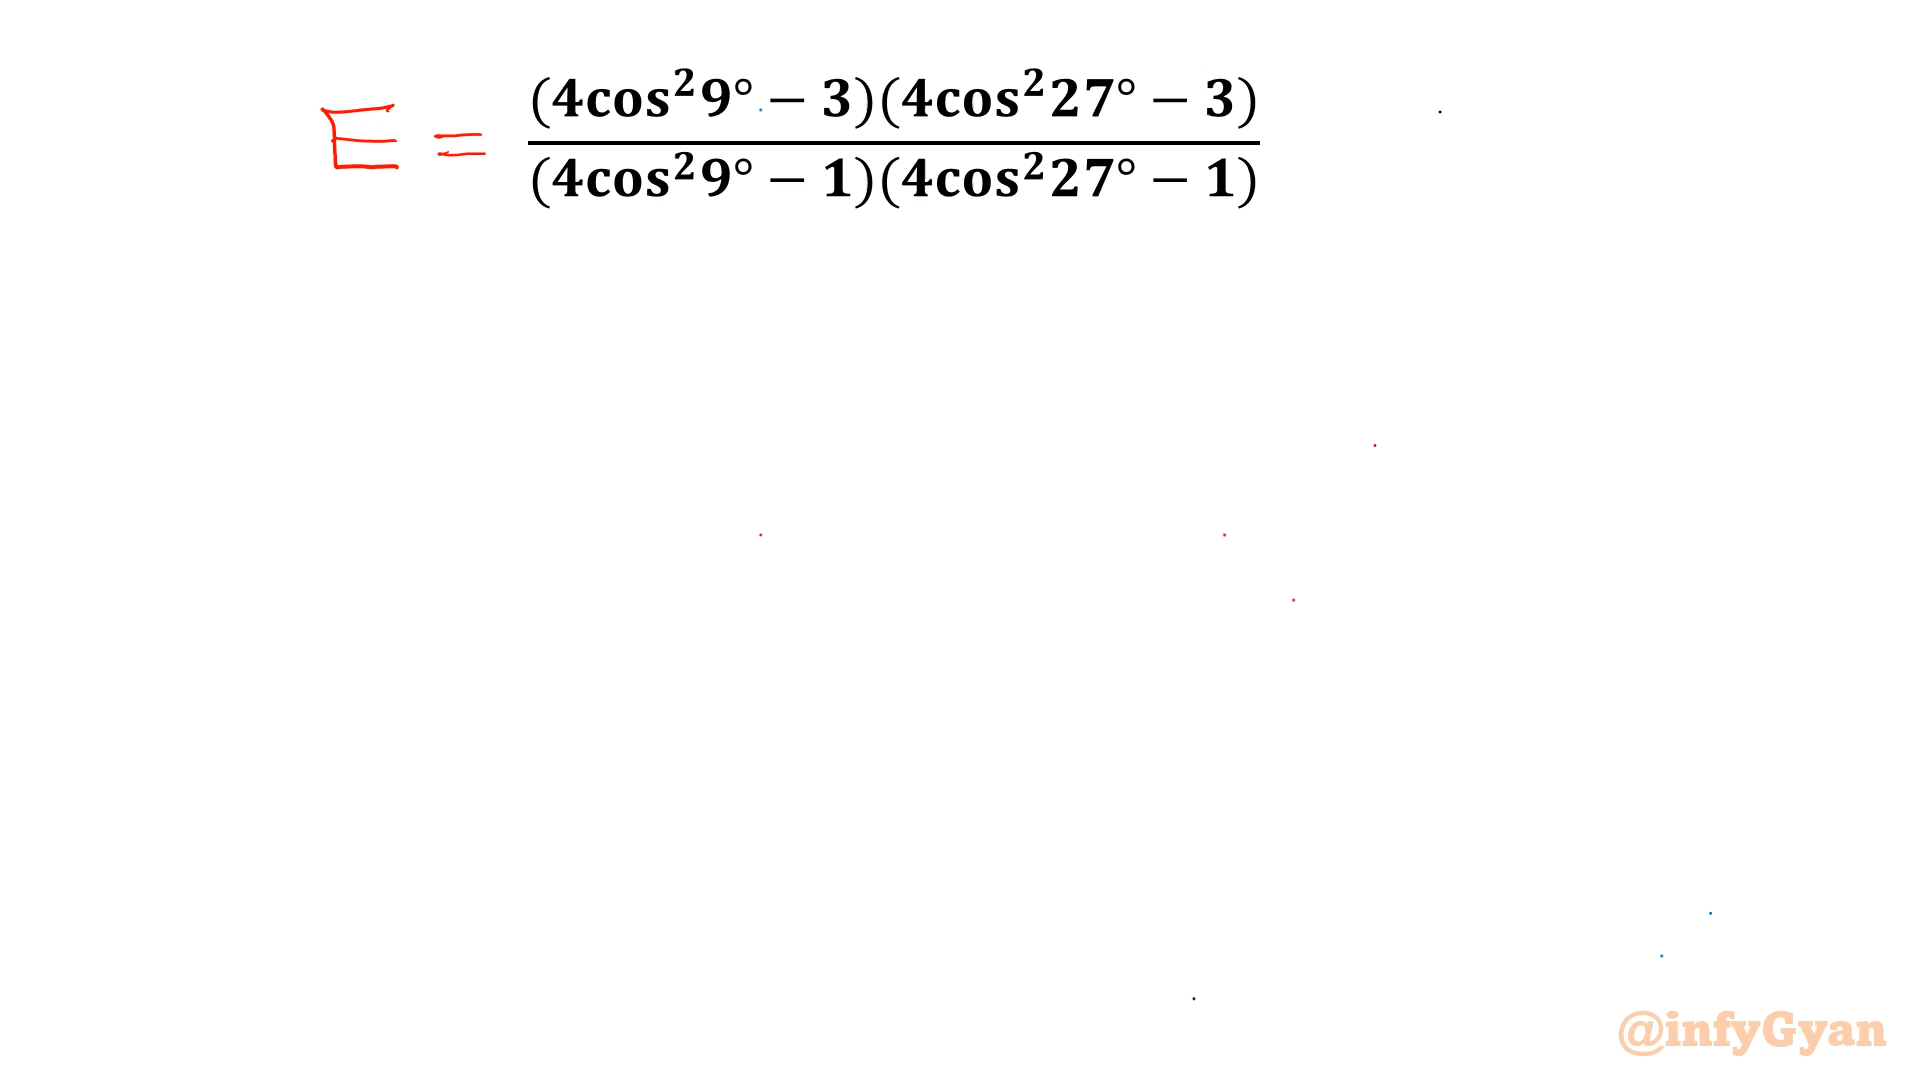 E = (4cos²9° − 3)(4cos²27° − 3)
(4cos²9° − 1)(4cos²27° − 1)
@infyGyan